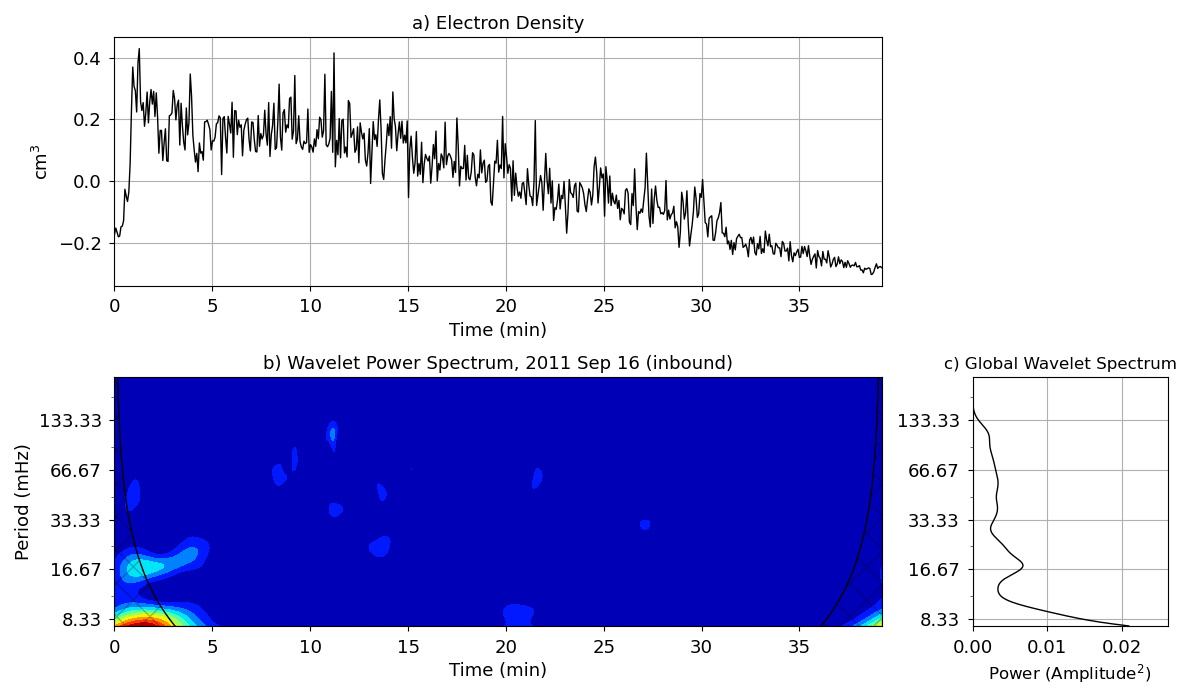 a) Electron Density
0.4
0.2
0.0
−0.2
cm³
0 5 10 15 20 25 30 35
Time (min)
b) Wavelet Power Spectrum, 2011 Sep 16 (inbound)
133.33
66.67
33.33
16.67
8.33
Period (mHz)
0 5 10 15 20 25 30 35
Time (min)
c) Global Wavelet Spectrum
133.33
66.67
33.33
16.67
8.33
0.00 0.01 0.02
Power (Amplitude²)